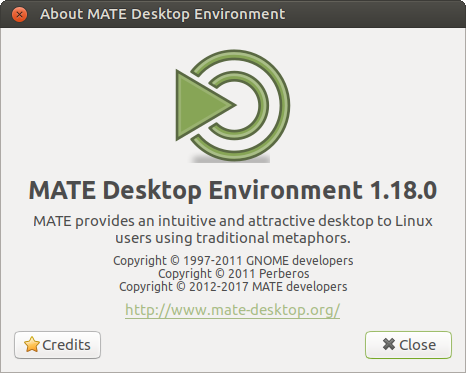 About MATE Desktop Environment
MATE Desktop Environment 1.18.0
MATE provides an intuitive and attractive desktop to Linux
users using traditional metaphors.
Copyright © 1997-2011 GNOME developers
Copyright © 2011 Perberos
Copyright © 2012-2017 MATE developers
http://www.mate-desktop.org/
Credits
Close